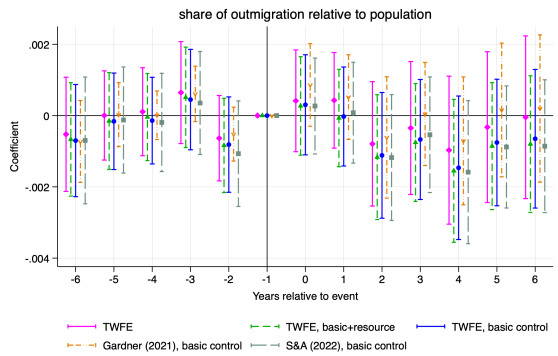 share of outmigration relative to population
Coefficient
.002
0
-.002
-.004
-6 -5 -4 -3 -2 -1 0 1 2 3 4 5 6
Years relative to event
TWFE TWFE, basic+resource TWFE, basic control
Gardner (2021), basic control S&A (2022), basic control